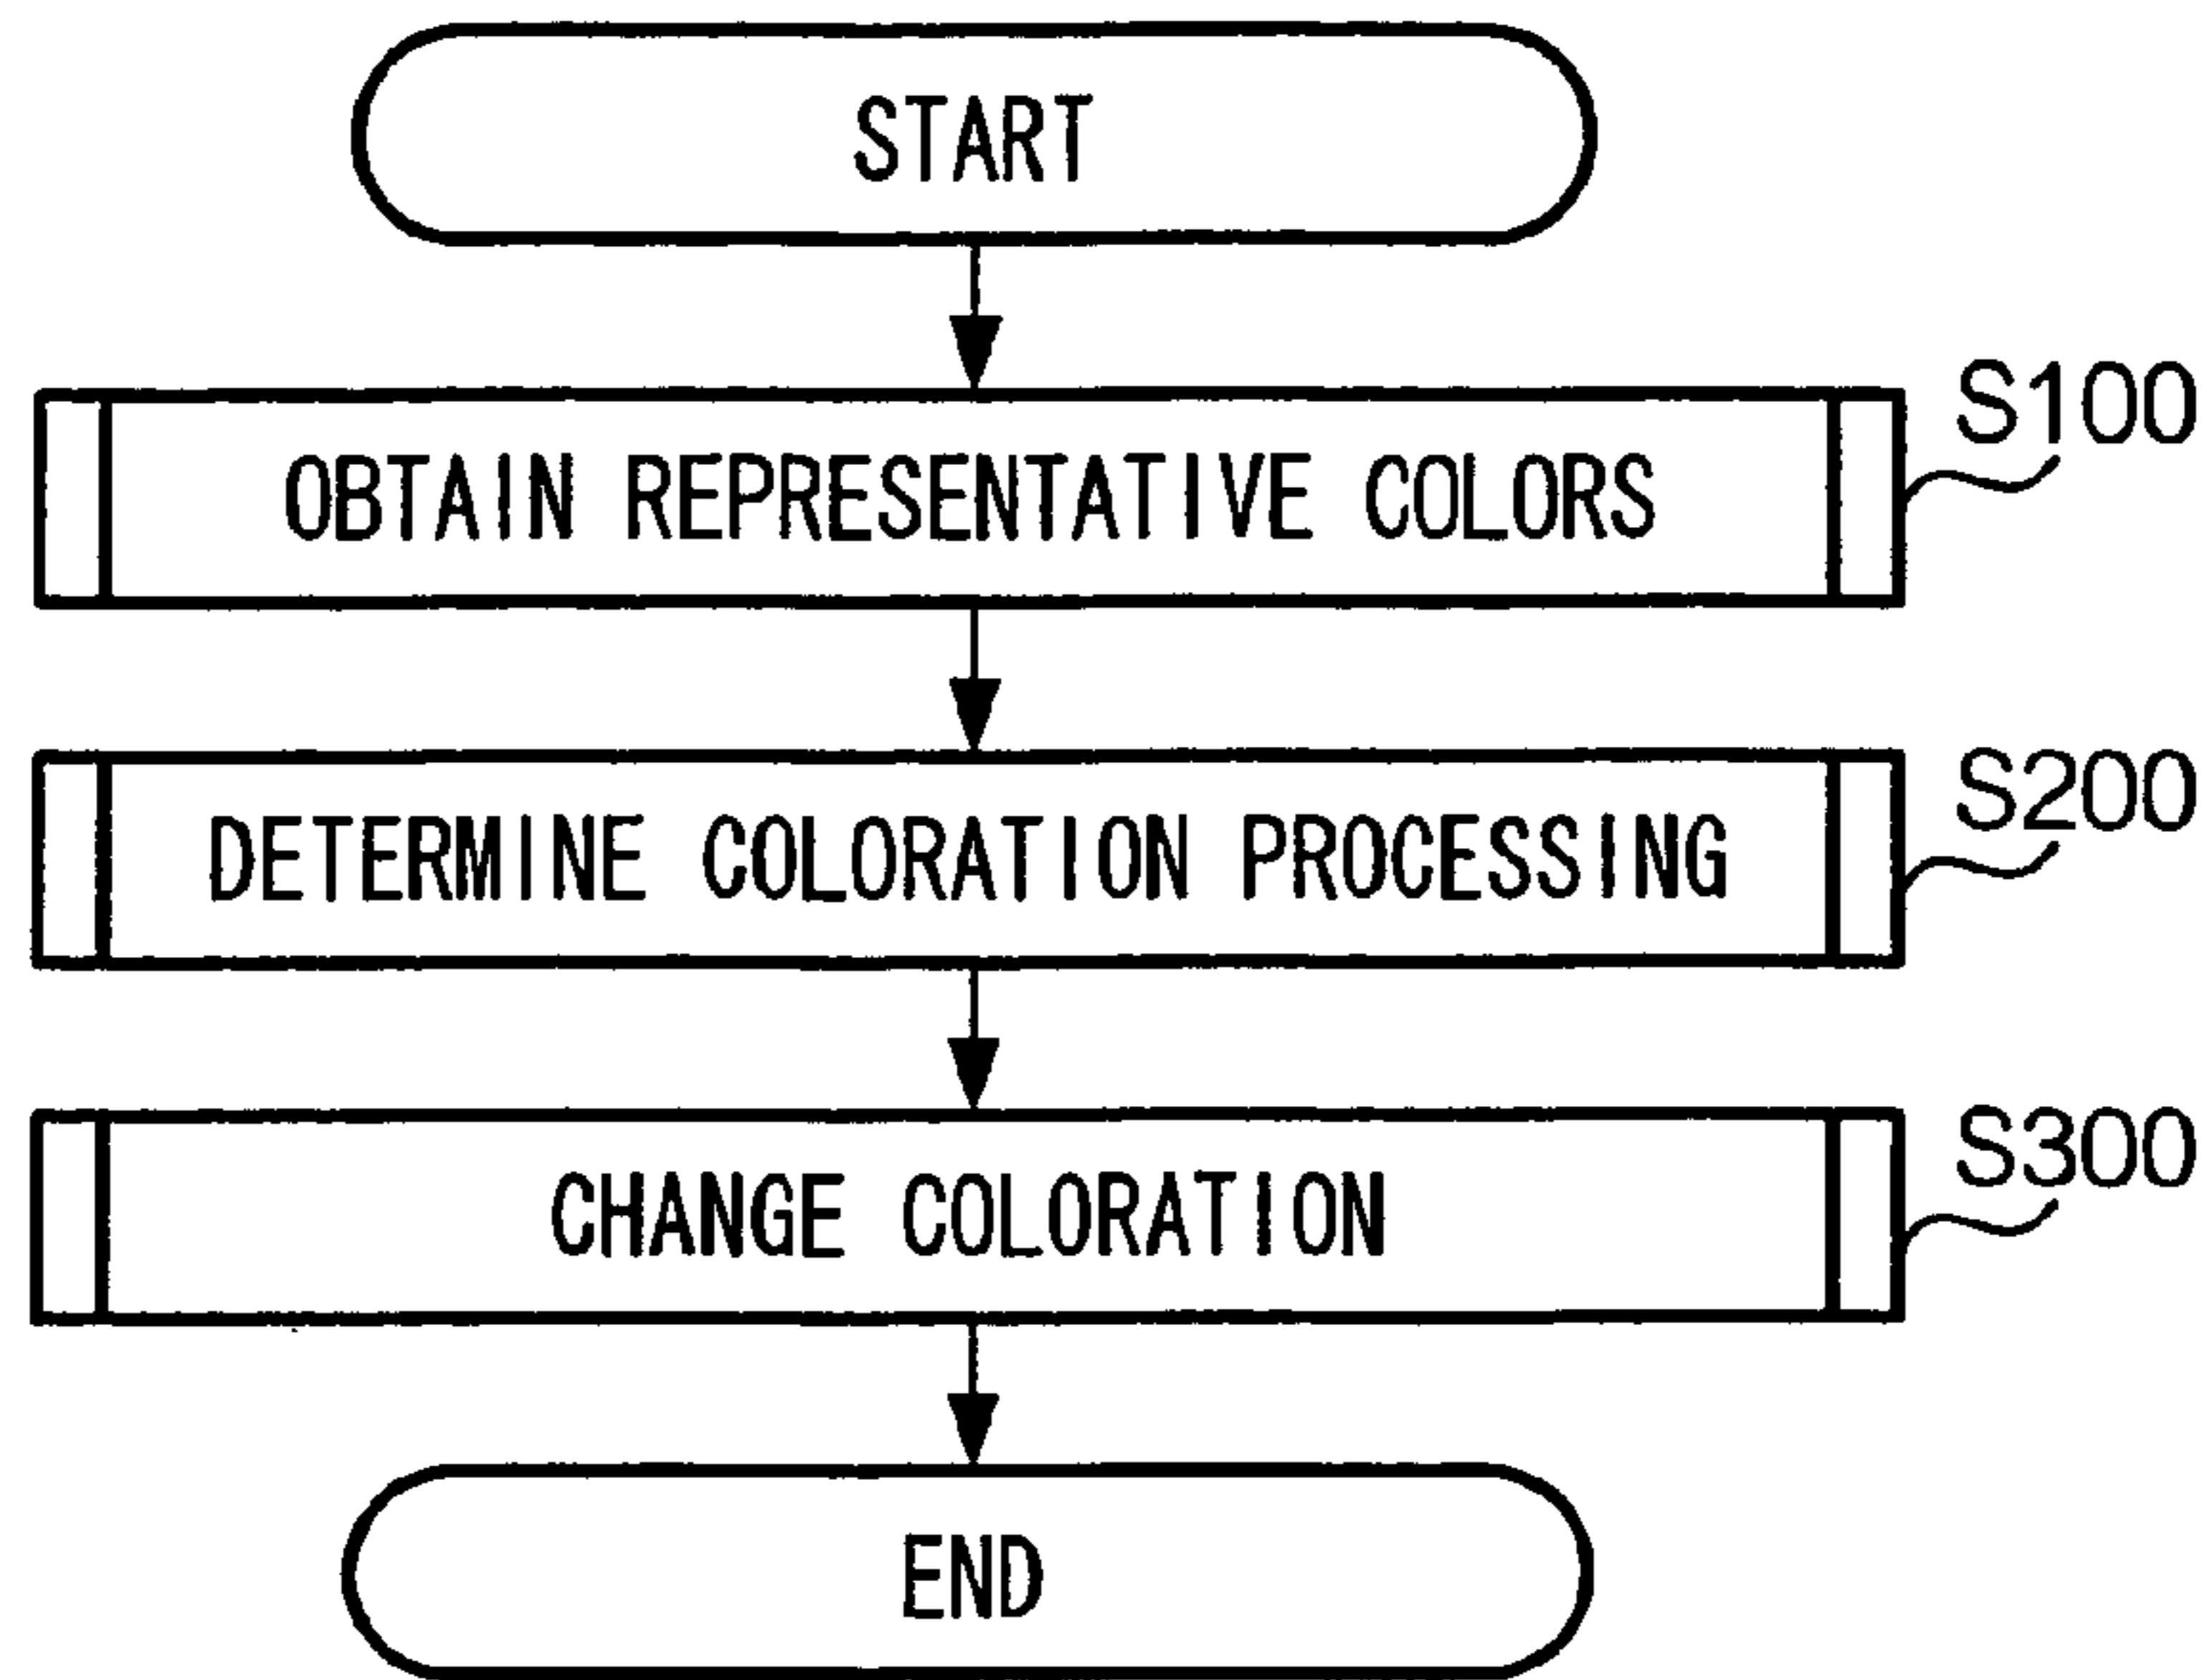 START
S100
OBTAIN REPRESENTATIVE COLORS
S200
DETERMINE COLORATION PROCESSING
S300
CHANGE COLORATION
END